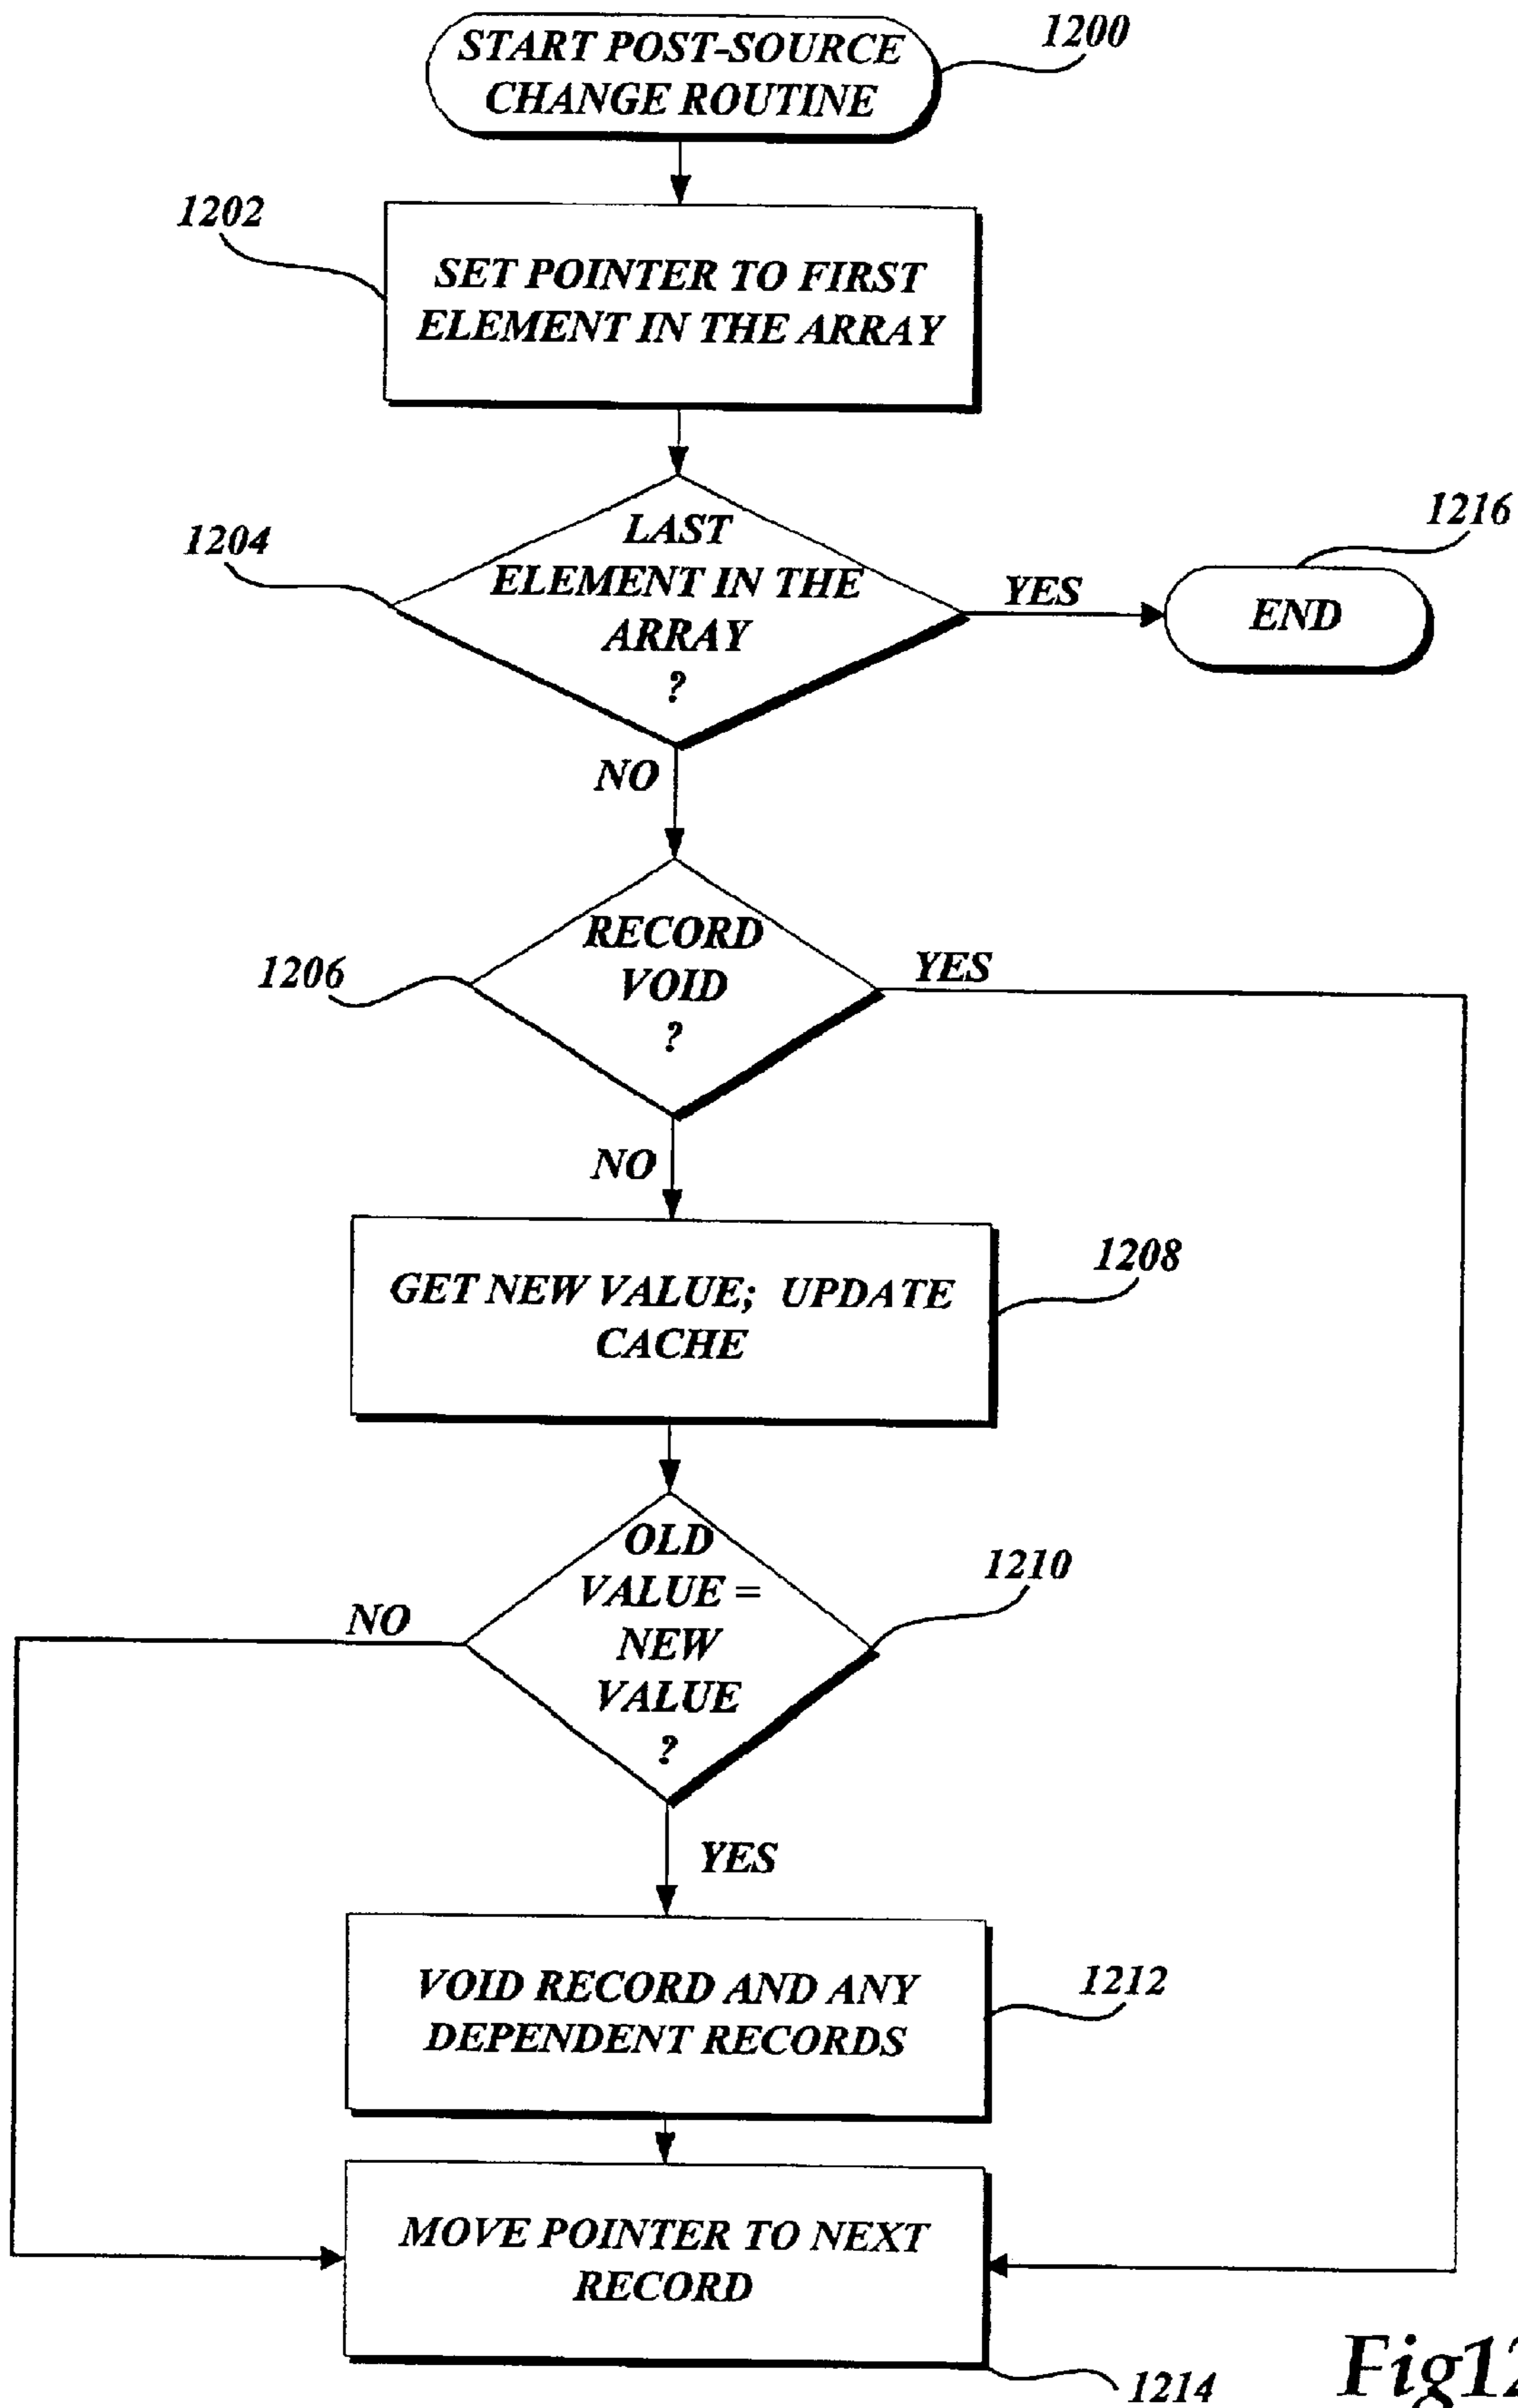 START POST-SOURCE
CHANGE ROUTINE
1200
1202
SET POINTER TO FIRST
ELEMENT IN THE ARRAY
1204
LAST
ELEMENT IN THE
ARRAY
?
YES
1216
END
NO
1206
RECORD
VOID
?
YES
NO
GET NEW VALUE; UPDATE
CACHE
1208
OLD
VALUE =
NEW
VALUE
?
1210
NO
YES
VOID RECORD AND ANY
DEPENDENT RECORDS
1212
MOVE POINTER TO NEXT
RECORD
1214
Fig12